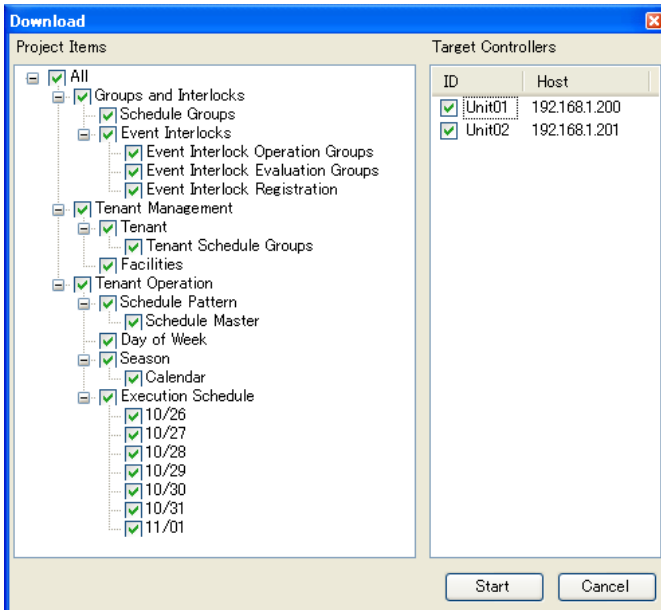 Download
Project Items
All
Groups and Interlocks
Schedule Groups
Event Interlocks
Event Interlock Operation Groups
Event Interlock Evaluation Groups
Event Interlock Registration
Tenant Management
Tenant
Tenant Schedule Groups
Facilities
Tenant Operation
Schedule Pattern
Schedule Master
Day of Week
Season
Calendar
Execution Schedule
10/26
10/27
10/28
10/29
10/30
10/31
11/01
Target Controllers
ID Host
Unit01 192.168.1.200
Unit02 192.168.1.201
Start Cancel